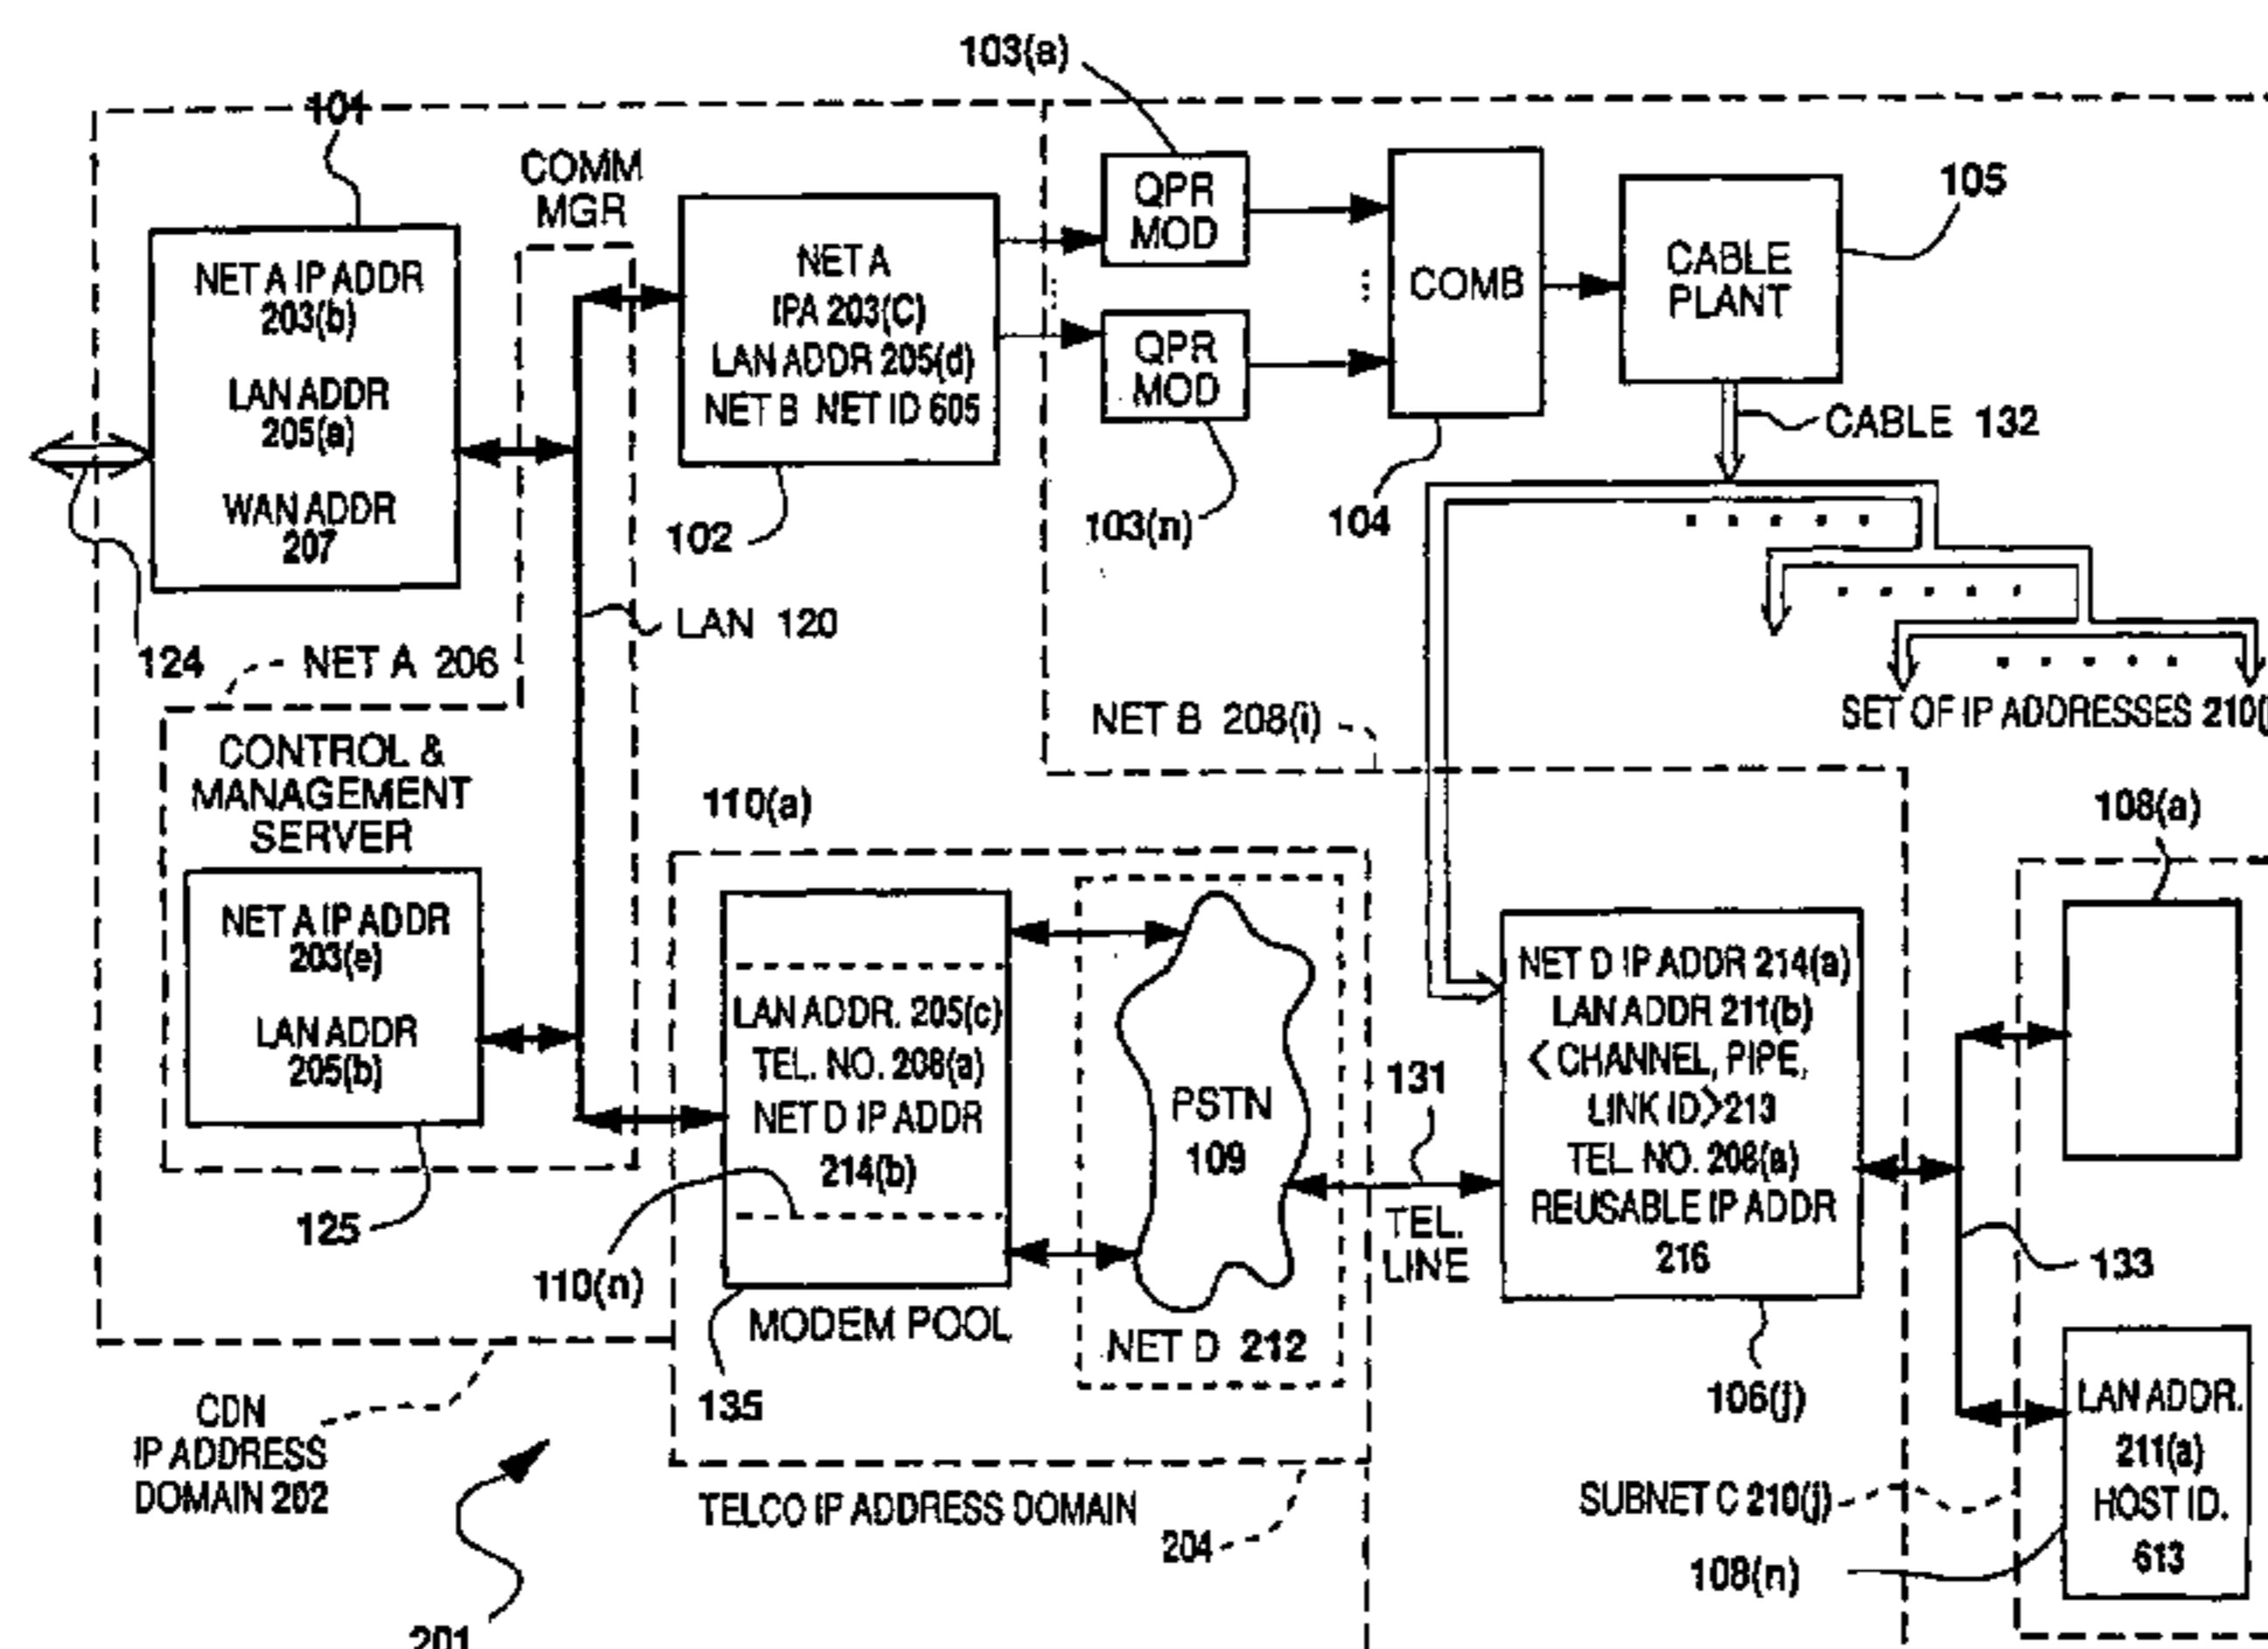 103(a)
101
COMM
MGR
NET A IP ADDR
203(b)
LAN ADDR
205(a)
WAN ADDR
207
124
NET A
IPA 203(C)
LAN ADDR 205(d)
NET B NET ID 605
102
QPR
MOD
QPR
MOD
103(n)
COMB
104
CABLE
PLANT
105
CABLE 132
SET OF IP ADDRESSES 210(j
LAN 120
NET A 206
NET B 208(i)
CONTROL &
MANAGEMENT
SERVER
NET A IP ADDR
203(e)
LAN ADDR
205(b)
125
110(a)
LAN ADDR. 205(c)
TEL. NO. 208(a)
NET D IP ADDR
214(b)
110(n)
MODEM POOL
135
PSTN
109
NET D 212
131
TEL.
LINE
NET D IP ADDR 214(a)
LAN ADDR 211(b)
<CHANNEL, PIPE,
LINK ID>213
TEL. NO. 208(a)
REUSABLE IP ADDR
216
106(j)
108(a)
133
LAN ADDR.
211(a)
HOST ID.
613
SUBNET C 210(j)
108(n)
CDN
IP ADDRESS
DOMAIN 202
TELCO IP ADDRESS DOMAIN
204
201